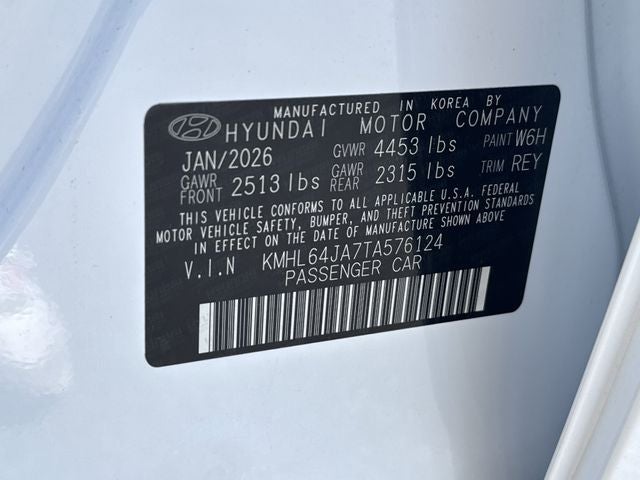 MANUFACTURED IN KOREA BY
HYUNDAI MOTOR COMPANY
JAN/2026 GVWR 4453 lbs PAINT W6H
GAWR FRONT 2513 lbs GAWR REAR 2315 lbs TRIM REY
THIS VEHICLE CONFORMS TO ALL APPLICABLE U.S.A. FEDERAL
MOTOR VEHICLE SAFETY, BUMPER, AND THEFT PREVENTION STANDARDS
IN EFFECT ON THE DATE OF MANUFACTURE SHOWN ABOVE
V.I.N KMHL64JA7TA576124
PASSENGER CAR